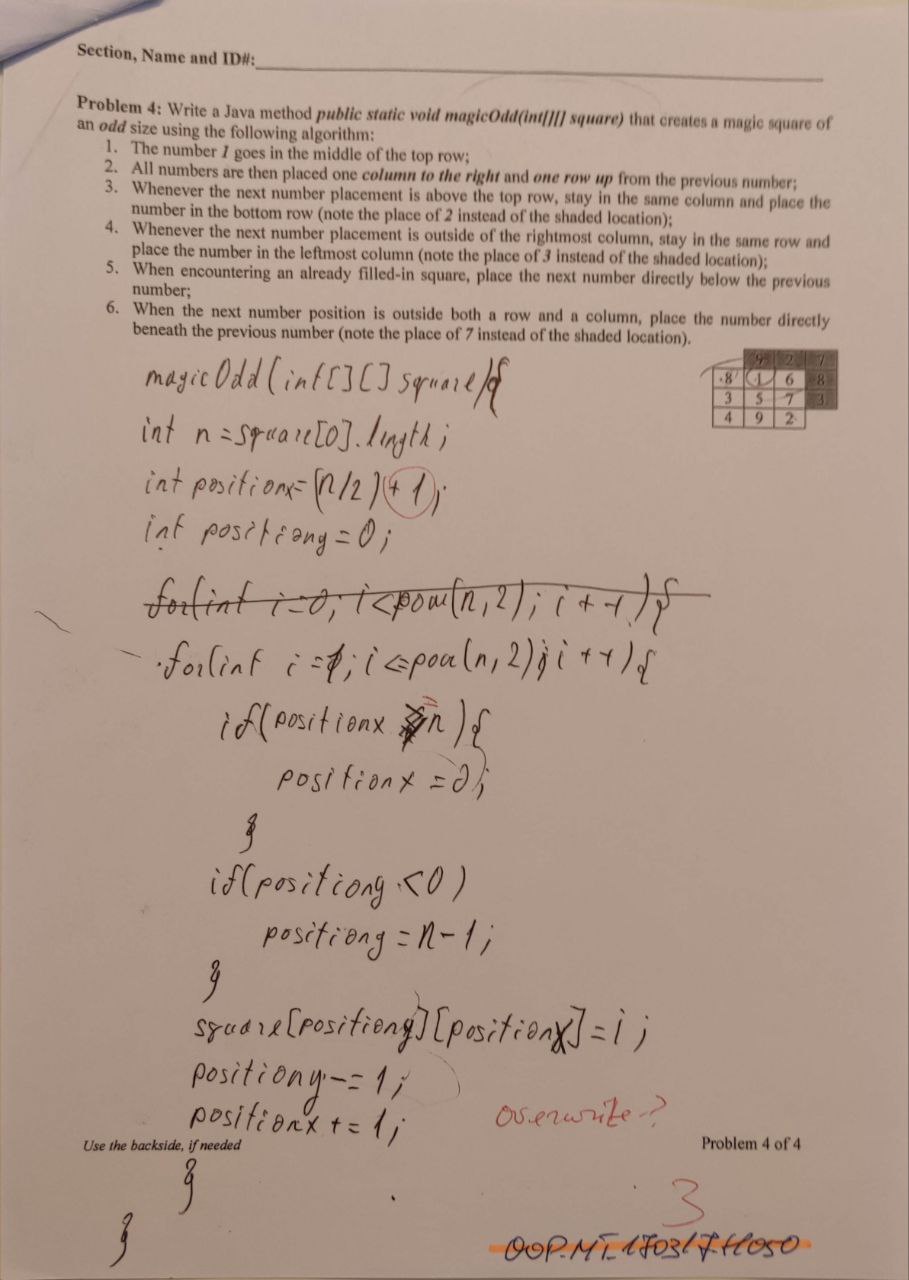 Section, Name and ID#:
Problem 4: Write a Java method public static void magicOdd(int[][] square) that creates a magic square of
an odd size using the following algorithm:
1. The number 1 goes in the middle of the top row;
2. All numbers are then placed one column to the right and one row up from the previous number;
3. Whenever the next number placement is above the top row, stay in the same column and place the
number in the bottom row (note the place of 2 instead of the shaded location);
4. Whenever the next number placement is outside of the rightmost column, stay in the same row and
place the number in the leftmost column (note the place of 3 instead of the shaded location);
5. When encountering an already filled-in square, place the next number directly below the previous
number;
6. When the next number position is outside both a row and a column, place the number directly
beneath the previous number (note the place of 7 instead of the shaded location).
9 2 7
8 1 6 8
3 5 7 3
4 9 2
magicOdd(int[][] square){
int n=square[0].length;
int positionx=(n/2)+1;
int positiony=0;
for(int i=0; i<pow(n,2); i++){
for(int i=1; i<=pow(n,2); i++){
if(positionx = n){
positionx=0;
}
if(positiony <0)
positiony=n-1;
}
square[positiony][positionx]=i;
positiony-=1;
positionx+=1;
overwrite?
Use the backside, if needed
Problem 4 of 4
}
3
}